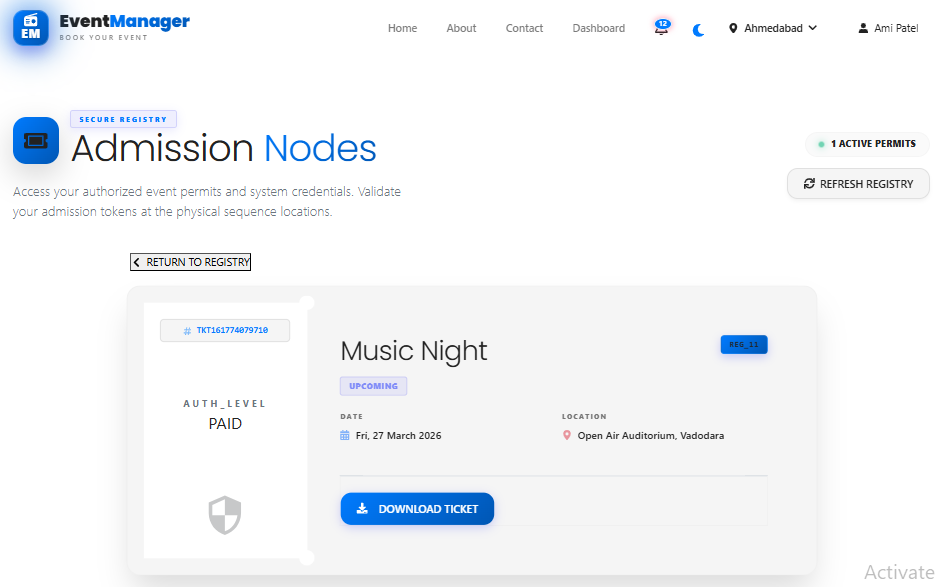 EM
EventManager
BOOK YOUR EVENT
Home
About
Contact
Dashboard
12
Ahmedabad
Ami Patel
SECURE REGISTRY
Admission Nodes
1 ACTIVE PERMITS
REFRESH REGISTRY
Access your authorized event permits and system credentials. Validate
your admission tokens at the physical sequence locations.
RETURN TO REGISTRY
# TKT161774079710
Music Night
REG_11
UPCOMING
AUTH_LEVEL
PAID
DATE
LOCATION
Fri, 27 March 2026
Open Air Auditorium, Vadodara
DOWNLOAD TICKET
Activate